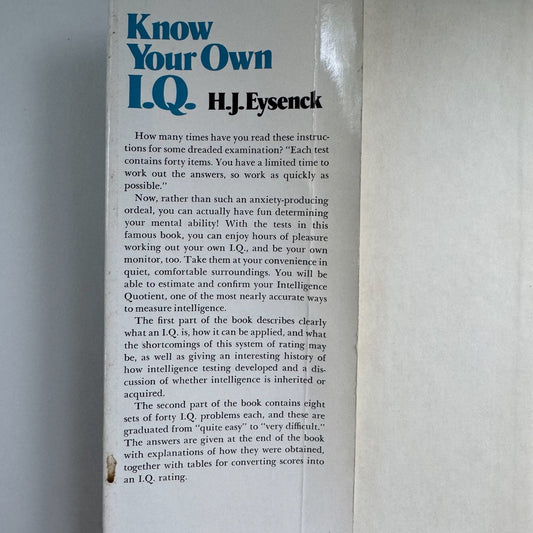 Know
Your Own
I.Q. H.J.Eysenck
How many times have you read these instruc-
tions for some dreaded examination? "Each test
contains forty items. You have a limited time to
work out the answers, so work as quickly as
possible."
Now, rather than such an anxiety-producing
ordeal, you can actually have fun determining
your mental ability! With the tests in this
famous book, you can enjoy hours of pleasure
working out your own I.Q., and be your own
monitor, too. Take them at your convenience in
quiet, comfortable surroundings. You will be
able to estimate and confirm your Intelligence
Quotient, one of the most nearly accurate ways
to measure intelligence.
The first part of the book describes clearly
what an I.Q. is, how it can be applied, and what
the shortcomings of this system of rating may
be, as well as giving an interesting history of
how intelligence testing developed and a dis-
cussion of whether intelligence is inherited or
acquired.
The second part of the book contains eight
sets of forty I.Q. problems each, and these are
graduated from "quite easy" to "very difficult."
The answers are given at the end of the book
with explanations of how they were obtained,
together with tables for converting scores into
an I.Q. rating.